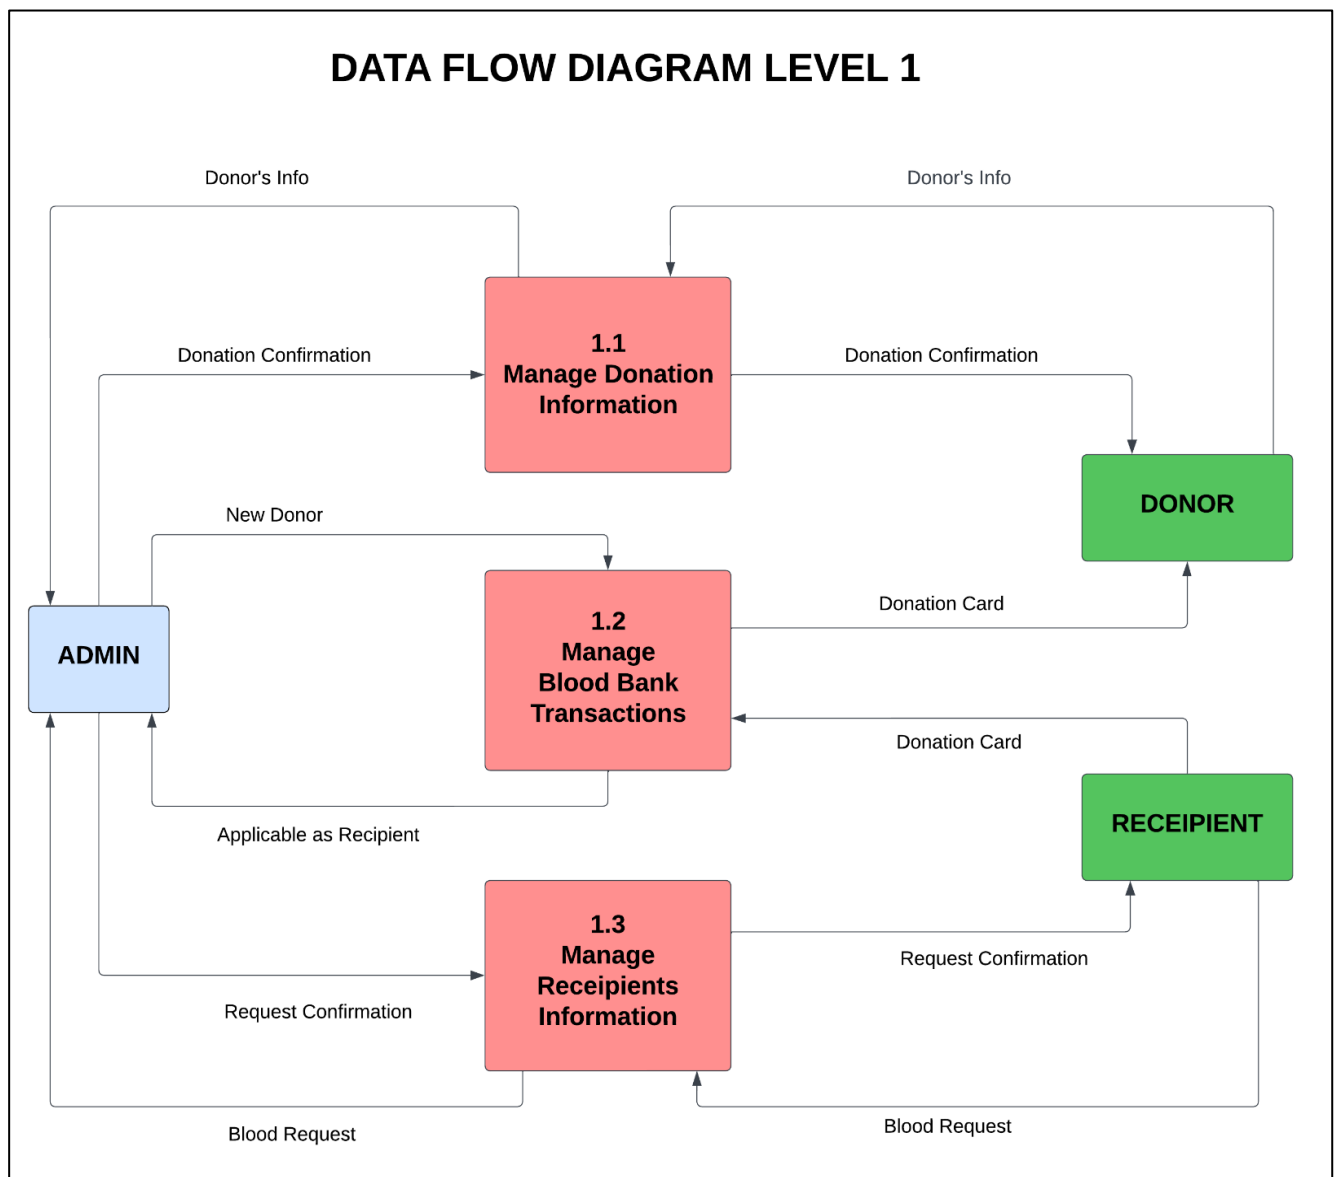 DATA FLOW DIAGRAM LEVEL 1
Donor's Info
Donor's Info
1.1
Manage Donation
Information
Donation Confirmation
Donation Confirmation
DONOR
New Donor
Donation Card
1.2
Manage
Blood Bank
Transactions
ADMIN
Donation Card
RECEIPIENT
Applicable as Recipient
1.3
Manage
Receipients
Information
Request Confirmation
Request Confirmation
Blood Request
Blood Request